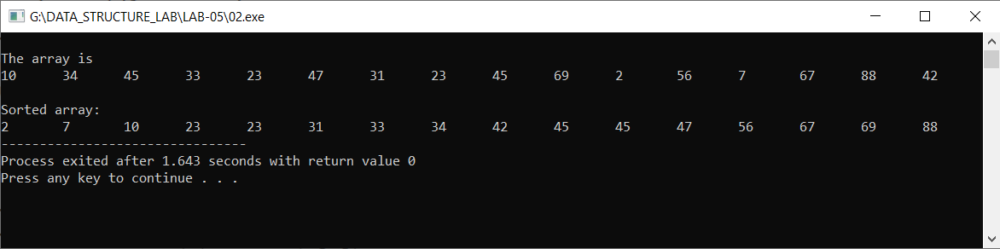 G:\DATA_STRUCTURE_LAB\LAB-05\02.exe
The array is
10 34 45 33 23 47 31 23 45 69 2 56 7 67 88 42
Sorted array:
2 7 10 23 23 31 33 34 42 45 45 47 56 67 69 88
--------------------------------
Process exited after 1.643 seconds with return value 0
Press any key to continue . . .